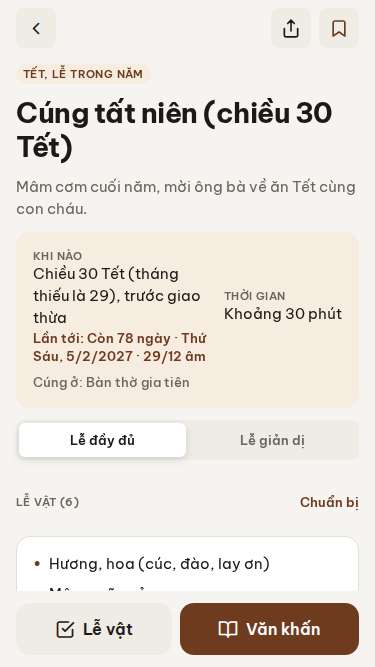 TẾT, LỄ TRONG NĂM
Cúng tất niên (chiều 30
Tết)
Mâm cơm cuối năm, mời ông bà về ăn Tết cùng
con cháu.
KHI NÀO
Chiều 30 Tết (tháng
thiếu là 29), trước giao
thừa
Lần tới: Còn 78 ngày · Thứ
Sáu, 5/2/2027 · 29/12 âm
Cúng ở: Bàn thờ gia tiên
THỜI GIAN
Khoảng 30 phút
Lễ đầy đủ
Lễ giản dị
LỄ VẬT (6)
Chuẩn bị
• Hương, hoa (cúc, đào, lay ơn)
Lễ vật
Văn khấn